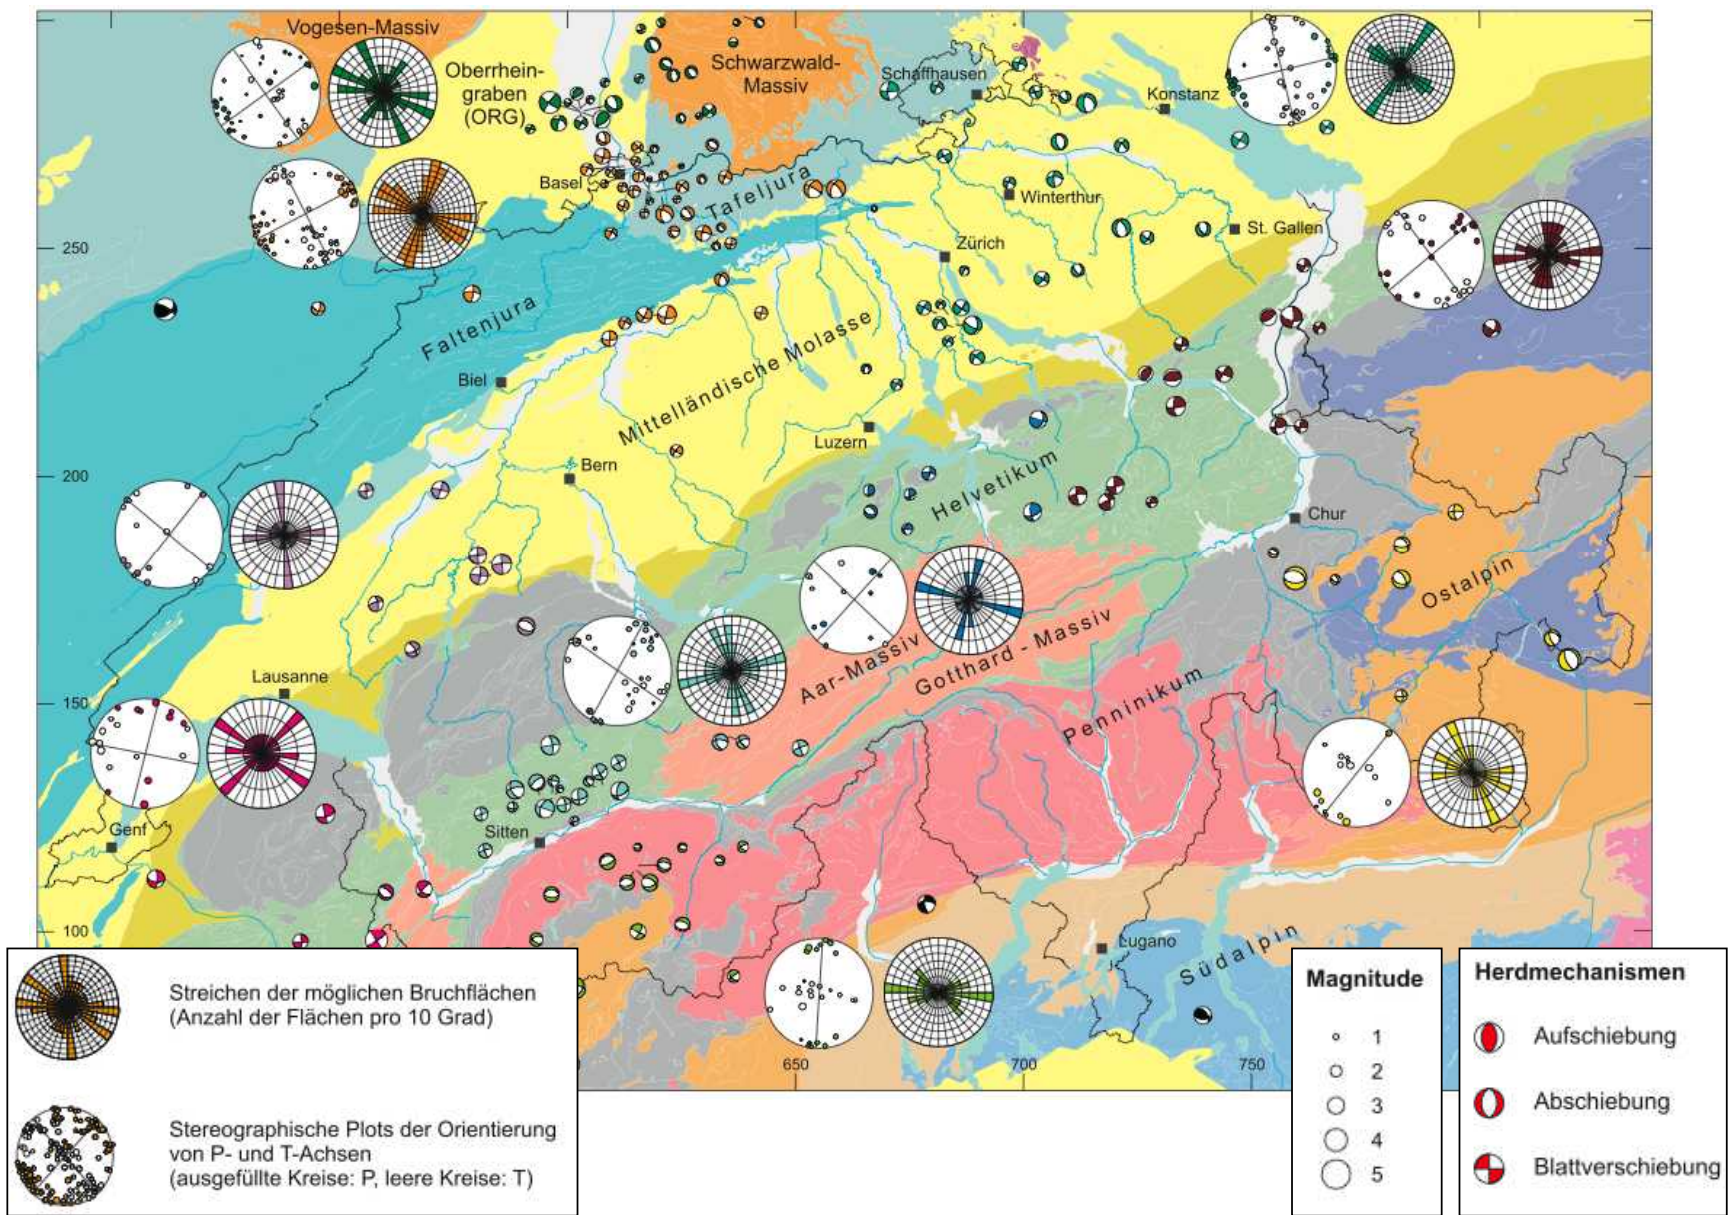 Vogesen-Massiv
Oberrhein-
graben
(ORG)
Schwarzwald-
Massiv
Schaffhausen
Konstanz
Basel
Tafeljura
Winterthur
St. Gallen
Zürich
250
Faltenjura
Mittelländische Molasse
Biel
Luzern
Bern
200
Helvetikum
Chur
Ostalpin
Aar-Massiv
Gotthard - Massiv
Penninikum
Lausanne
150
Genf
Sitten
100
Lugano
Südalpin
650
700
750
Streichen der möglichen Bruchflächen
(Anzahl der Flächen pro 10 Grad)
Stereographische Plots der Orientierung
von P- und T-Achsen
(ausgefüllte Kreise: P, leere Kreise: T)
Magnitude
1
2
3
4
5
Herdmechanismen
Aufschiebung
Abschiebung
Blattverschiebung